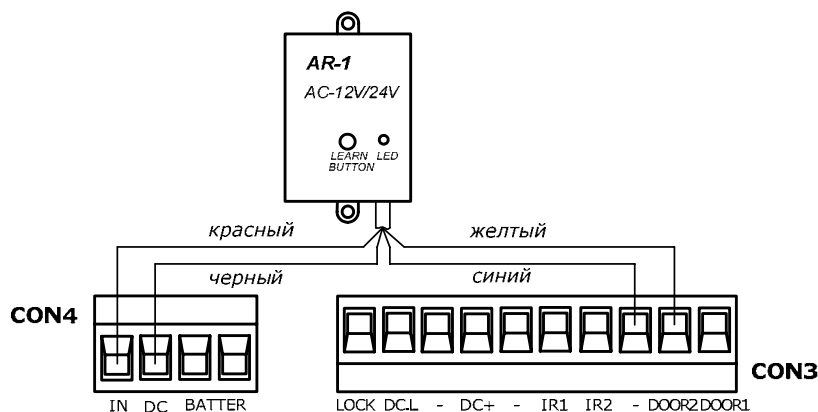 AR-1
AC-12V/24V
LEARN LED
BUTTON
красный
желтый
черный
синий
CON4
CON3
IN DC BATTER
LOCK DC.L - DC+ - IR1 IR2 - DOOR2 DOOR1